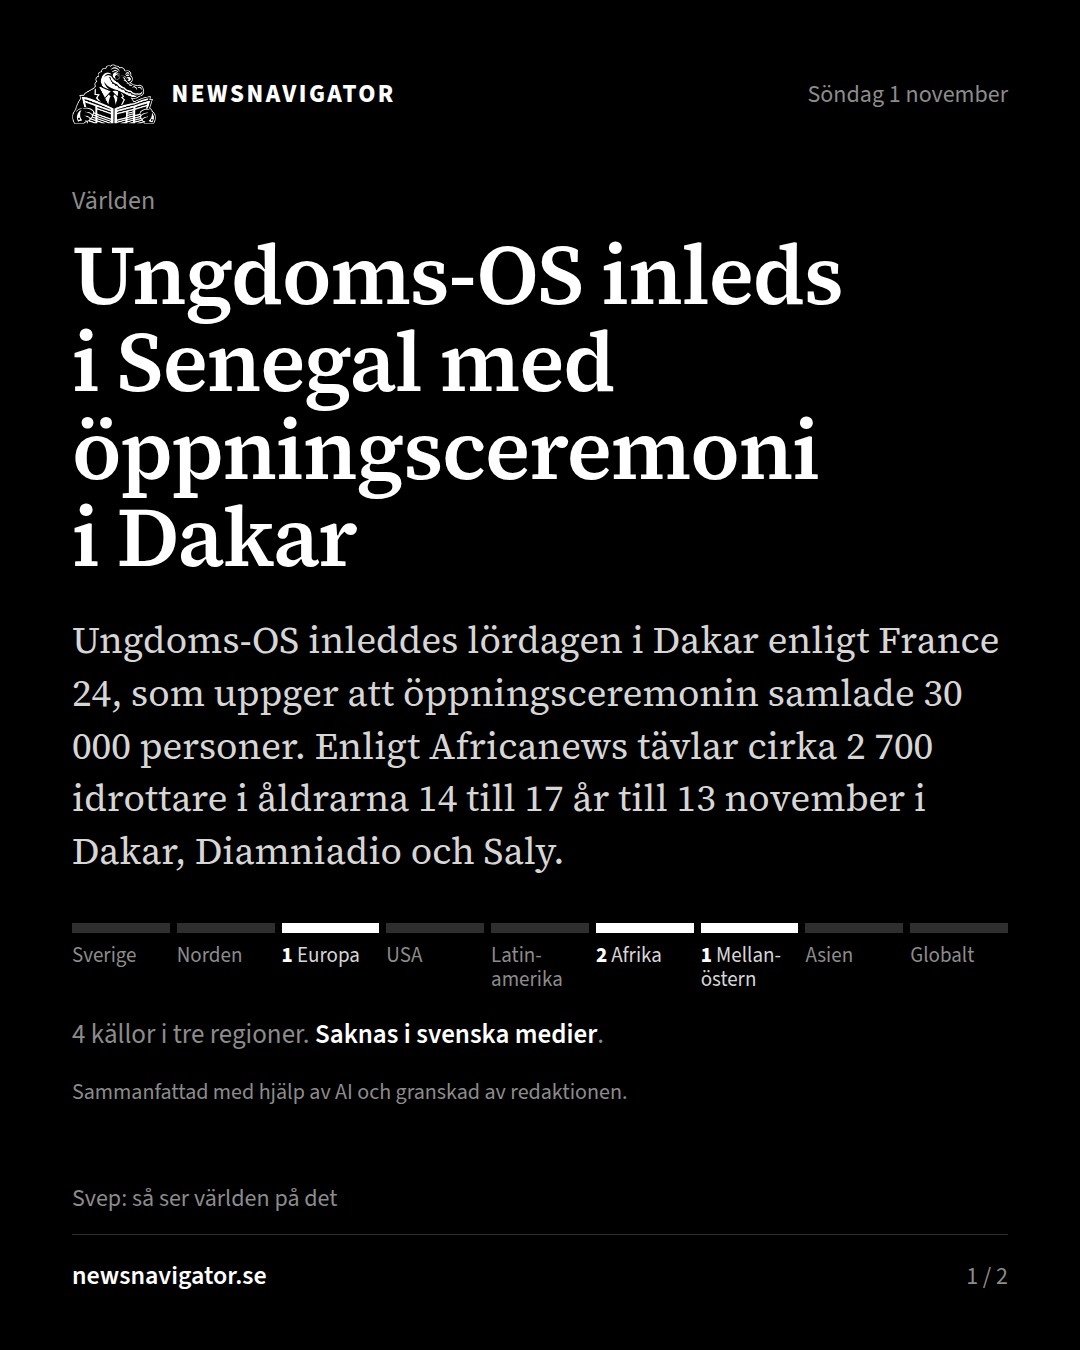 NEWSNAVIGATOR
Söndag 1 november
Världen
Ungdoms-OS inleds
i Senegal med
öppningsceremoni
i Dakar
Ungdoms-OS inleddes lördagen i Dakar enligt France
24, som uppger att öppningsceremonin samlade 30
000 personer. Enligt Africanews tävlar cirka 2 700
idrottare i åldrarna 14 till 17 år till 13 november i
Dakar, Diamniadio och Saly.
Sverige
Norden
1 Europa
USA
Latin-
amerika
2 Afrika
1 Mellan-
östern
Asien
Globalt
4 källor i tre regioner. Saknas i svenska medier.
Sammanfattad med hjälp av AI och granskad av redaktionen.
Svep: så ser världen på det
newsnavigator.se
1 / 2